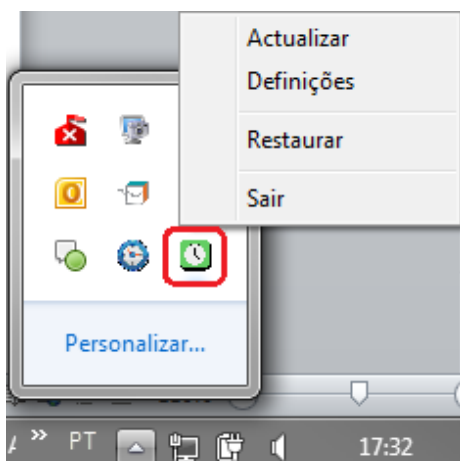 Actualizar
Definições
Restaurar
Sair
Personalizar...
PT
17:32